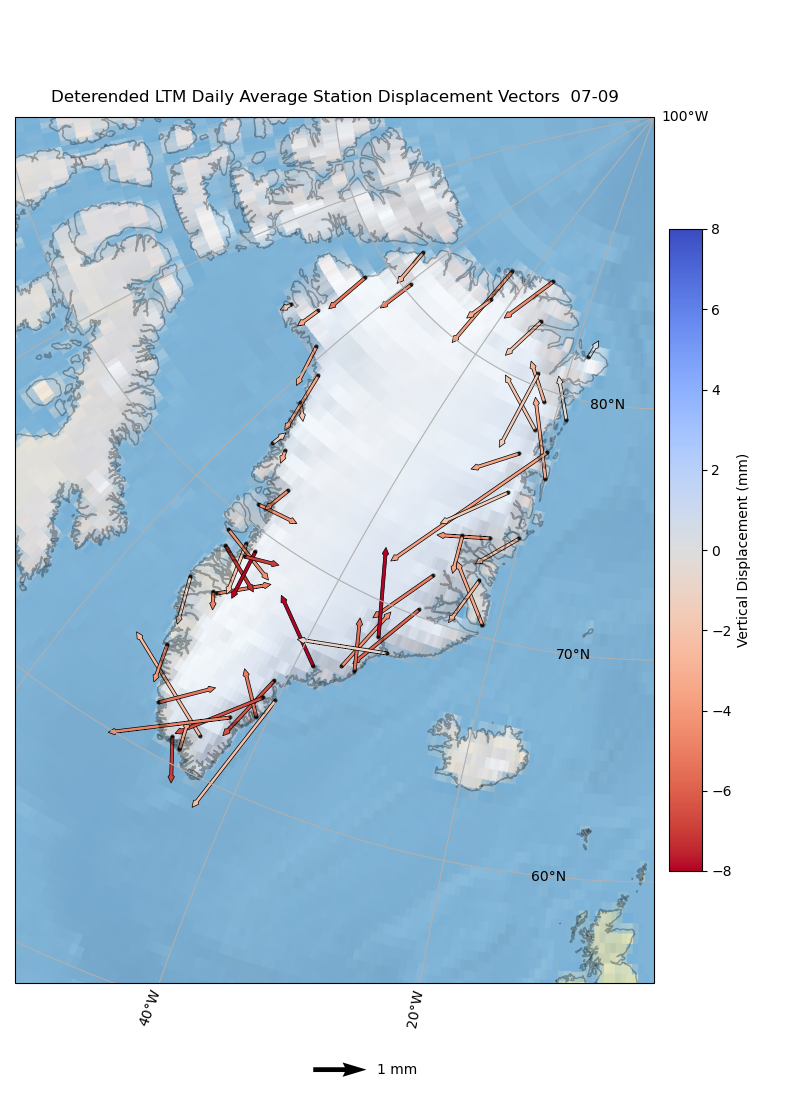 Deterended LTM Daily Average Station Displacement Vectors  07-09
100°W
8
6
4
2
0
−2
−4
−6
−8
Vertical Displacement (mm)
80°N
70°N
60°N
40°W
20°W
1 mm